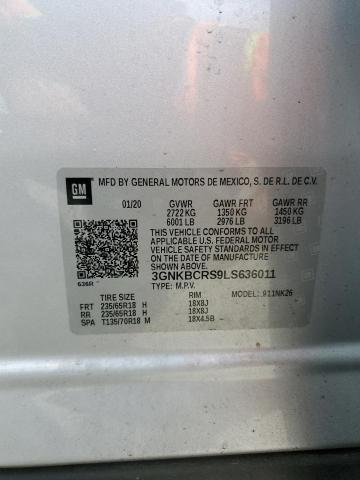 GM
MFD BY GENERAL MOTORS DE MEXICO, S. DE R.L. DE C.V.
01/20 GVWR GAWR FRT GAWR RR
2722 KG 1350 KG 1450 KG
6001 LB 2976 LB 3196 LB
THIS VEHICLE CONFORMS TO ALL
APPLICABLE U.S. FEDERAL MOTOR
VEHICLE SAFETY STANDARDS IN EFFECT ON
THE DATE OF MANUFACTURE SHOWN ABOVE.
3GNKBCRS9LS636011
636R TYPE: M.P.V.
TIRE SIZE RIM MODEL: 911NK26
FRT 235/65R18 H 18X8J
RR 235/65R18 H 18X8J
SPA T135/70R18 M 18X4.5B